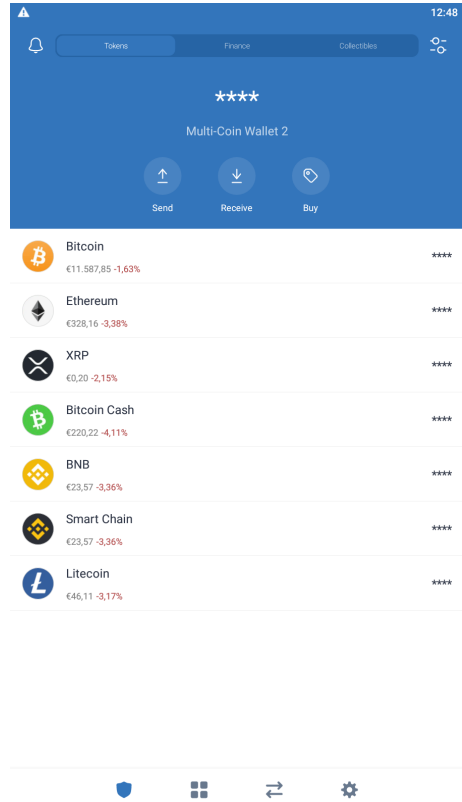 12:48
Tokens
Finance
Collectibles
****
Multi-Coin Wallet 2
Send
Receive
Buy
Bitcoin
€11.587,85 -1,63%
****
Ethereum
€328,16 -3,38%
****
XRP
€0,20 -2,15%
****
Bitcoin Cash
€220,22 -4,11%
****
BNB
€23,57 -3,36%
****
Smart Chain
€23,57 -3,36%
****
Litecoin
€46,11 -3,17%
****